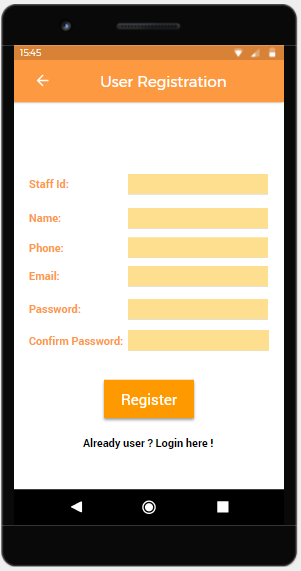 15:45
User Registration
Staff Id:
Name:
Phone:
Email:
Password:
Confirm Password:
Register
Already user ? Login here !